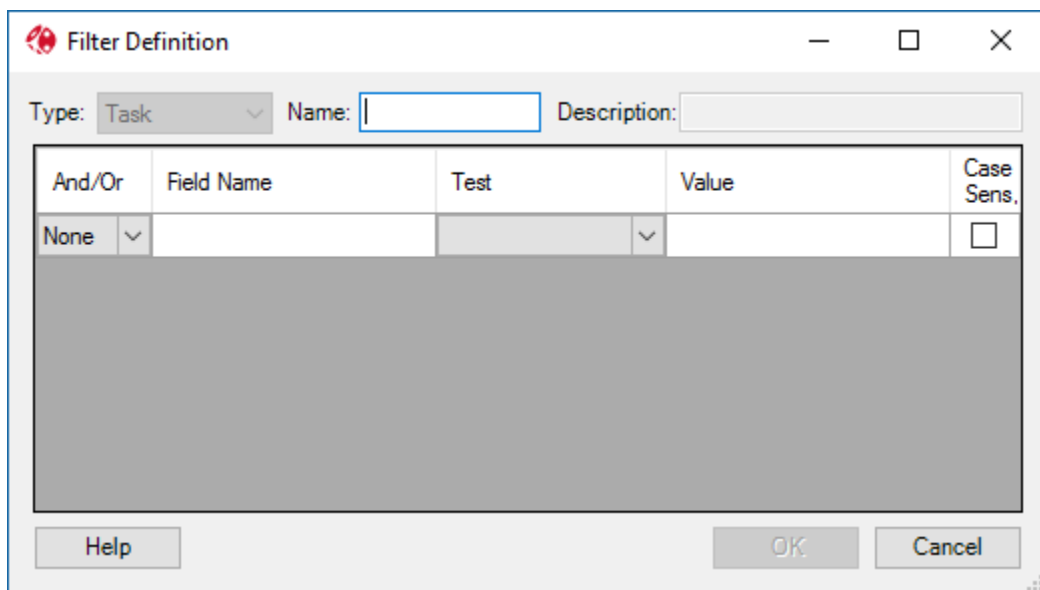 Filter Definition
Type: Task Name: Description:
And/Or Field Name Test Value Case Sens,
None
Help OK Cancel